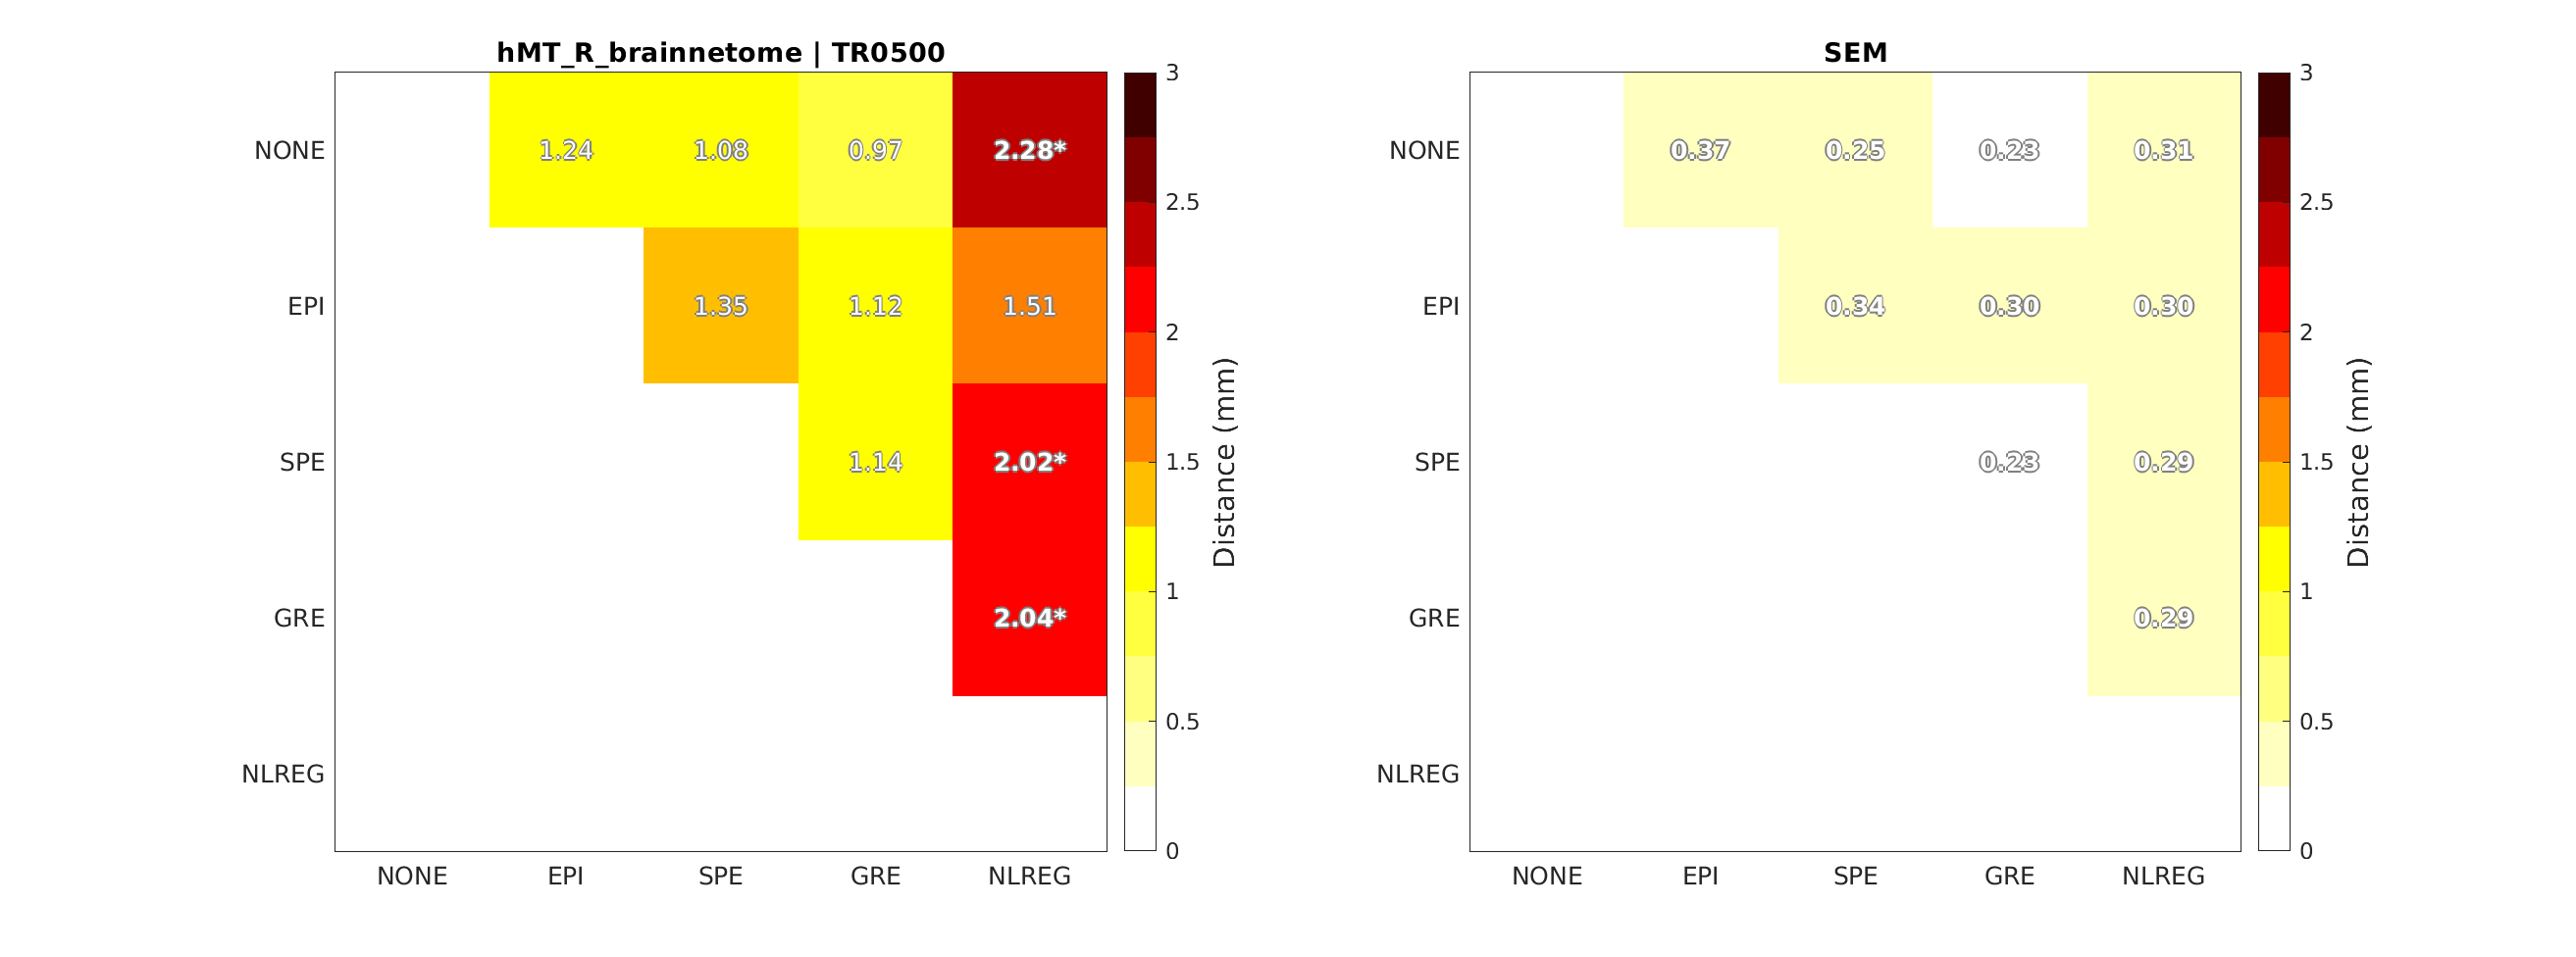 hMT_R_brainnetome | TR0500
NONE 1.24 1.08 0.97 2.28*
EPI 1.35 1.12 1.51
SPE 1.14 2.02*
GRE 2.04*
NLREG
NONE EPI SPE GRE NLREG
3
2.5
2
1.5
1
0.5
0
Distance (mm)
SEM
NONE 0.37 0.25 0.23 0.31
EPI 0.34 0.30 0.30
SPE 0.23 0.29
GRE 0.29
NLREG
NONE EPI SPE GRE NLREG
3
2.5
2
1.5
1
0.5
0
Distance (mm)